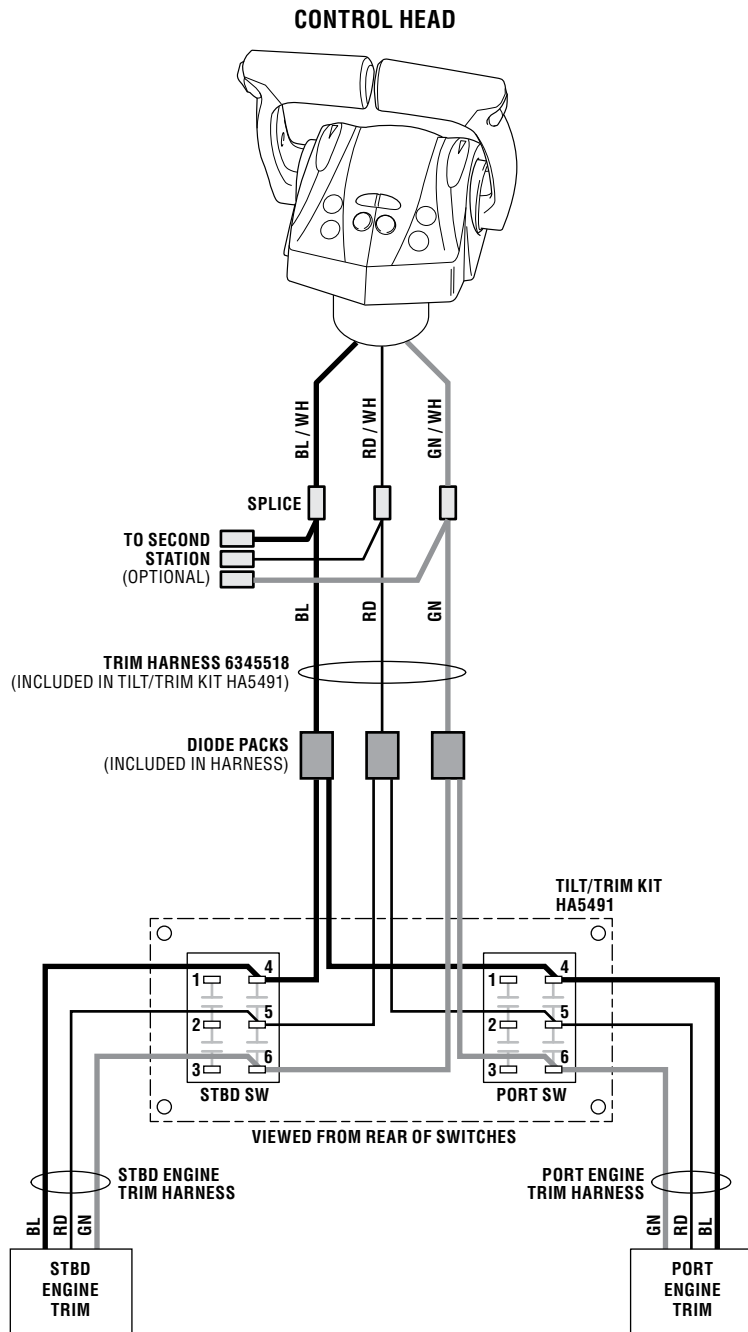 CONTROL HEAD
BL / WH
RD / WH
GN / WH
SPLICE
TO SECOND
STATION
(OPTIONAL)
BL
RD
GN
TRIM HARNESS 6345518
(INCLUDED IN TILT/TRIM KIT HA5491)
DIODE PACKS
(INCLUDED IN HARNESS)
TILT/TRIM KIT
HA5491
1
4
2
5
3
6
STBD SW
1
4
2
5
3
6
PORT SW
VIEWED FROM REAR OF SWITCHES
STBD ENGINE
TRIM HARNESS
PORT ENGINE
TRIM HARNESS
BL
RD
GN
GN
RD
BL
STBD
ENGINE
TRIM
PORT
ENGINE
TRIM